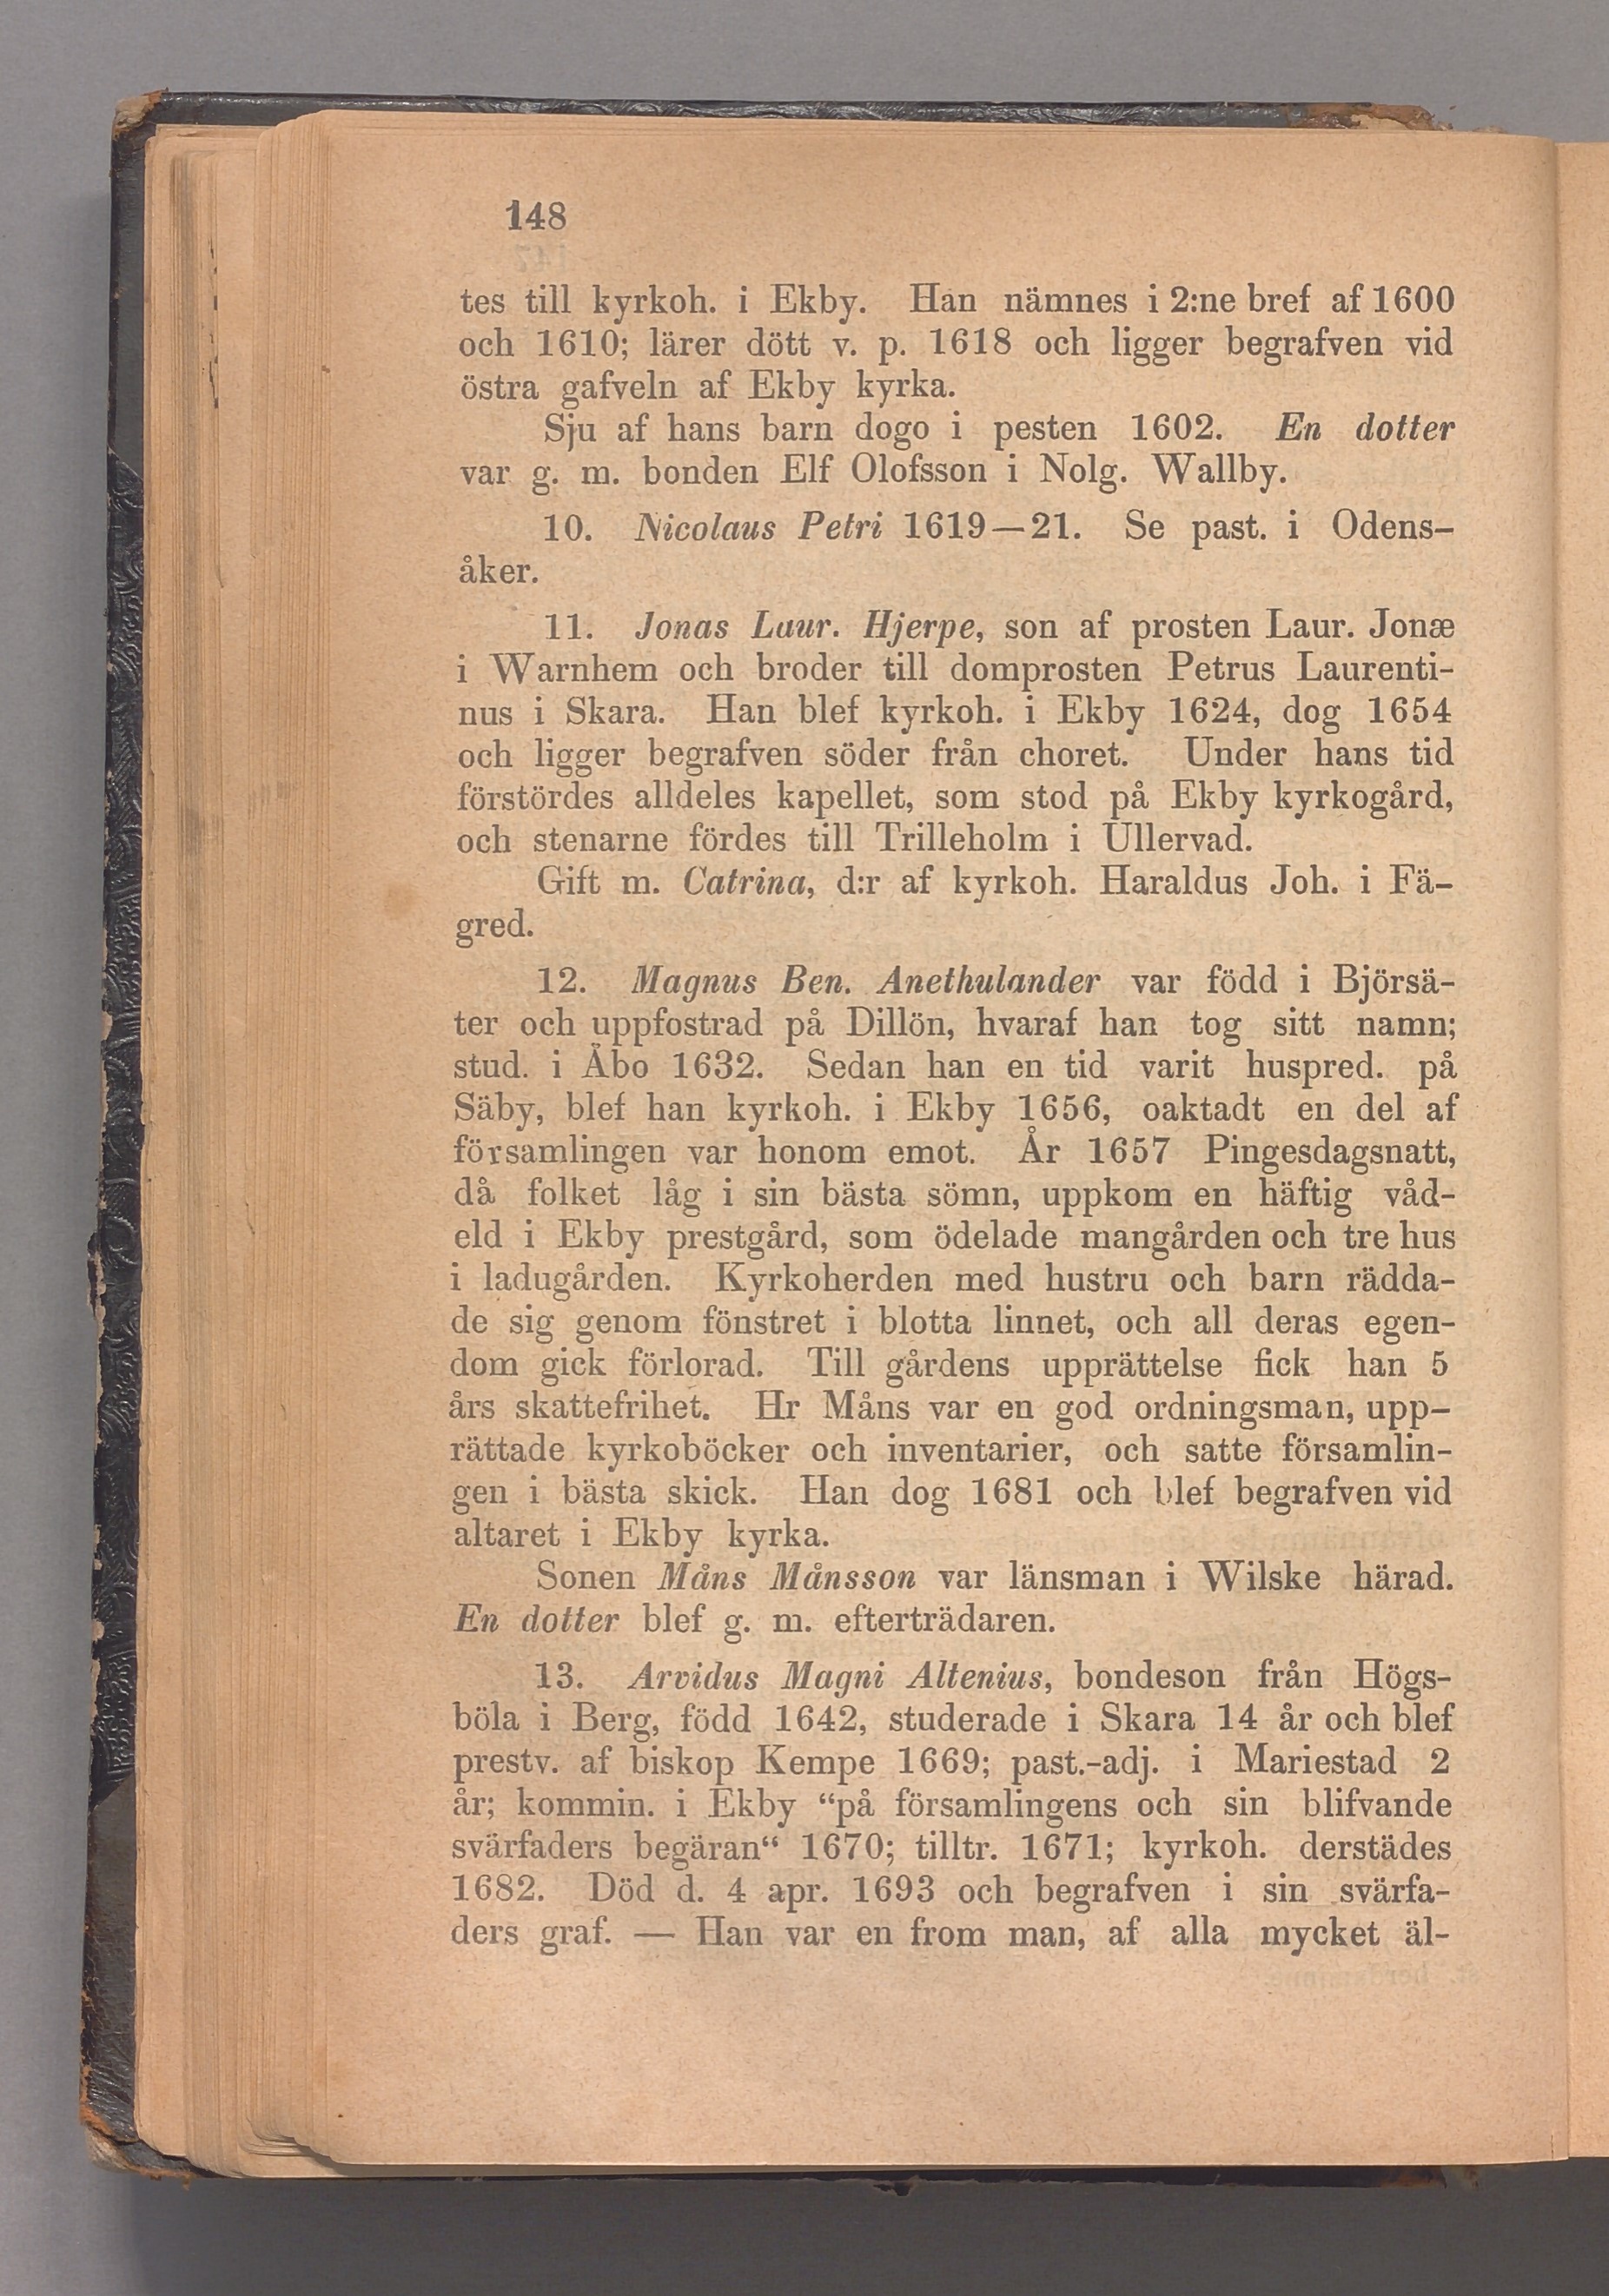 148
tes till kyrkoh. i Ekby. Han nämnes i 2:ne bref af 1600
och 1610; lärer dött v. p. 1618 och ligger begrafven vid
östra gafveln af Ekby kyrka.
Sju af hans barn dogo i pesten 1602. En dotter
var g. m. bonden Elf Olofsson i Nolg. Wallby.
10. Nicolaus Petri 1619—21. Se past. i Odens-
åker.
11. Jonas Laur. Hjerpe, son af prosten Laur. Jonæ
i Warnhem och broder till domprosten Petrus Laurenti-
nus i Skara. Han blef kyrkoh. i Ekby 1624, dog 1654
och ligger begrafven söder från choret. Under hans tid
förstördes alldeles kapellet, som stod på Ekby kyrkogård,
och stenarne fördes till Trilleholm i Ullervad.
Gift m. Catrina, d:r af kyrkoh. Haraldus Joh. i Fä-
gred.
12. Magnus Ben. Anethulander var född i Björsä-
ter och uppfostrad på Dillön, hvaraf han tog sitt namn;
stud. i Åbo 1632. Sedan han en tid varit huspred. på
Säby, blef han kyrkoh. i Ekby 1656, oaktadt en del af
församlingen var honom emot. År 1657 Pingesdagsnatt,
då folket låg i sin bästa sömn, uppkom en häftig våd-
eld i Ekby prestgård, som ödelade mangården och tre hus
i ladugården. Kyrkoherden med hustru och barn rädda-
de sig genom fönstret i blotta linnet, och all deras egen-
dom gick förlorad. Till gårdens upprättelse fick han 5
års skattefrihet. Hr Måns var en god ordningsman, upp-
rättade kyrkoböcker och inventarier, och satte församlin-
gen i bästa skick. Han dog 1681 och blef begrafven vid
altaret i Ekby kyrka.
Sonen Måns Månsson var länsman i Wilske härad.
En dotter blef g. m. efterträdaren.
13. Arvidus Magni Altenius, bondeson från Högs-
böla i Berg, född 1642, studerade i Skara 14 år och blef
prestv. af biskop Kempe 1669; past.-adj. i Mariestad 2
år; kommin. i Ekby “på församlingens och sin blifvande
svärfaders begäran“ 1670; tilltr. 1671; kyrkoh. derstädes
1682. Död d. 4 apr. 1693 och begrafven i sin svärfa-
ders graf. — Han var en from man, af alla mycket äl-